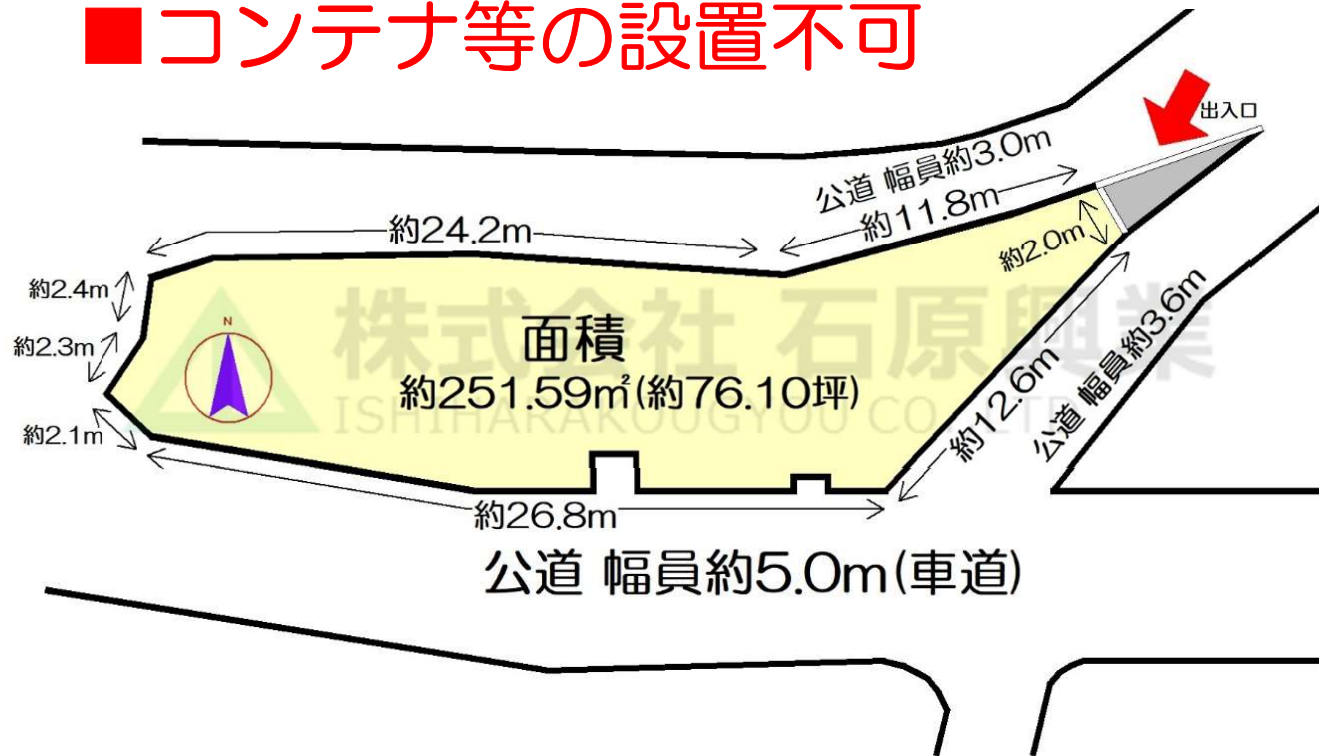 ■コンテナ等の設置不可
出入口
公道 幅員約3.0m
約11.8m
約24.2m
約2.0m
約2.4m
約2.3m
約2.1m
N
株式会社 石原興業
ISHIHARAKOUGYOU CO.,LTD
面積
約251.59㎡(約76.10坪)
約12.6m
公道 幅員約3.6m
約26.8m
公道 幅員約5.0m(車道)